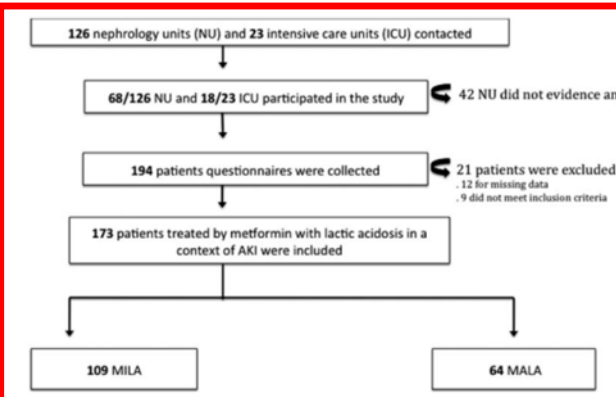 126 nephrology units (NU) and 23 intensive care units (ICU) contacted
68/126 NU and 18/23 ICU participated in the study
42 NU did not evidence
194 patients questionnaires were collected
21 patients were excluded
. 12 for missing data
. 9 did not meet inclusion criteria
173 patients treated by metformin with lactic acidosis in a
context of AKI were included
109 MILA
64 MALA